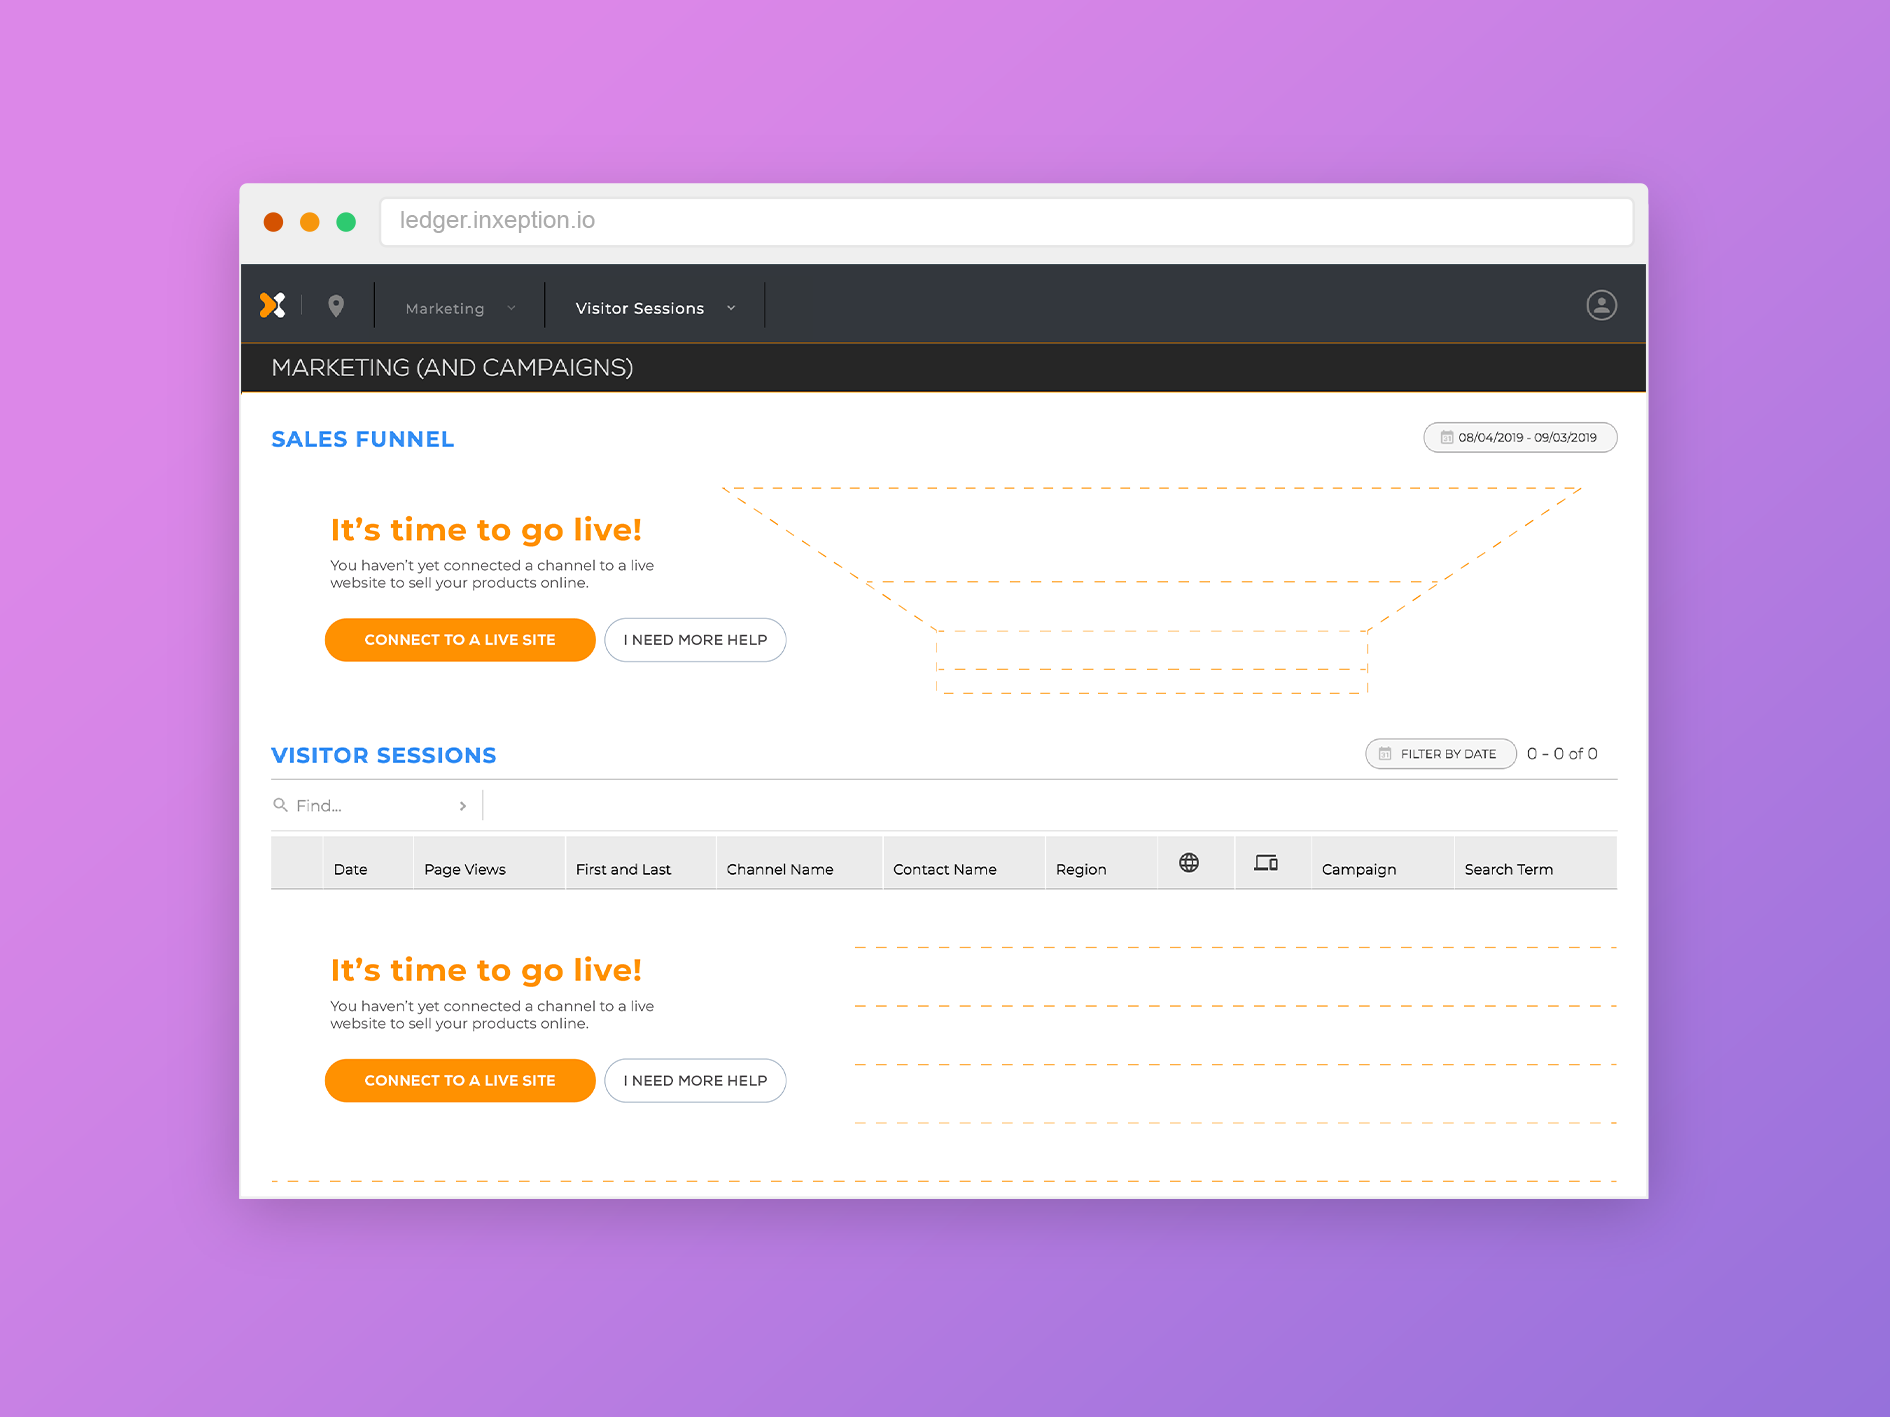 ledger.inxeption.io
Marketing
Visitor Sessions
MARKETING (AND CAMPAIGNS)
SALES FUNNEL
31 08/04/2019 - 09/03/2019
It's time to go live!
You haven't yet connected a channel to a live
website to sell your products online.
CONNECT TO A LIVE SITE
I NEED MORE HELP
VISITOR SESSIONS
31 FILTER BY DATE
0 - 0 of 0
Find...
Date Page Views First and Last Channel Name Contact Name Region Campaign Search Term
It's time to go live!
You haven't yet connected a channel to a live
website to sell your products online.
CONNECT TO A LIVE SITE
I NEED MORE HELP